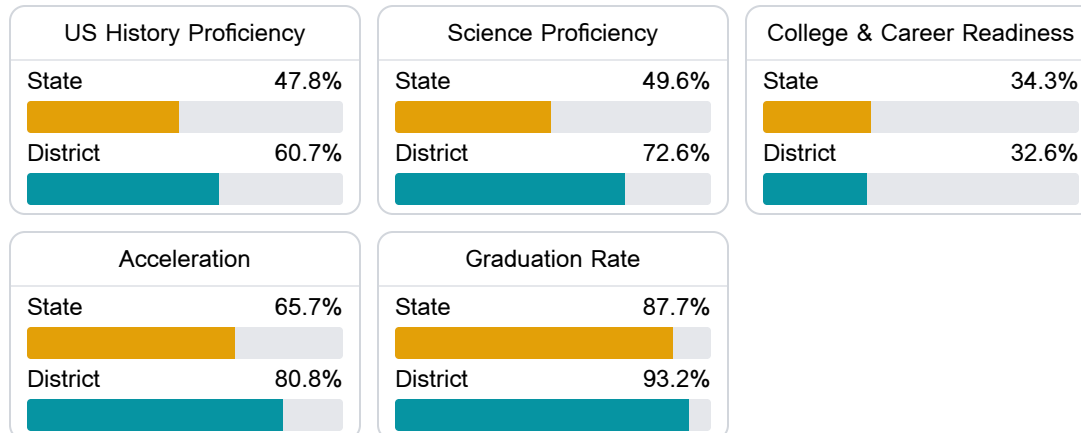 US History Proficiency
State 47.8%
District 60.7%
Science Proficiency
State 49.6%
District 72.6%
College & Career Readiness
State 34.3%
District 32.6%
Acceleration
State 65.7%
District 80.8%
Graduation Rate
State 87.7%
District 93.2%